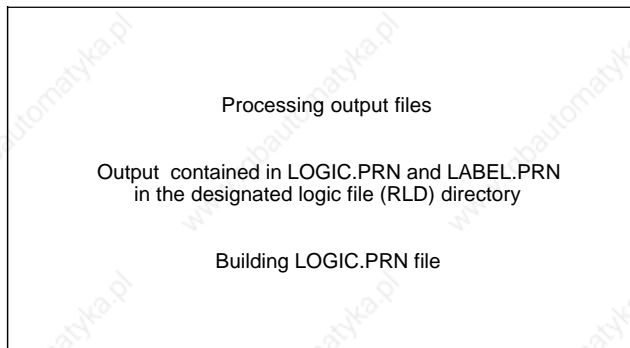 Processing output files
Output contained in LOGIC.PRN and LABEL.PRN
in the designated logic file (RLD) directory
Building LOGIC.PRN file